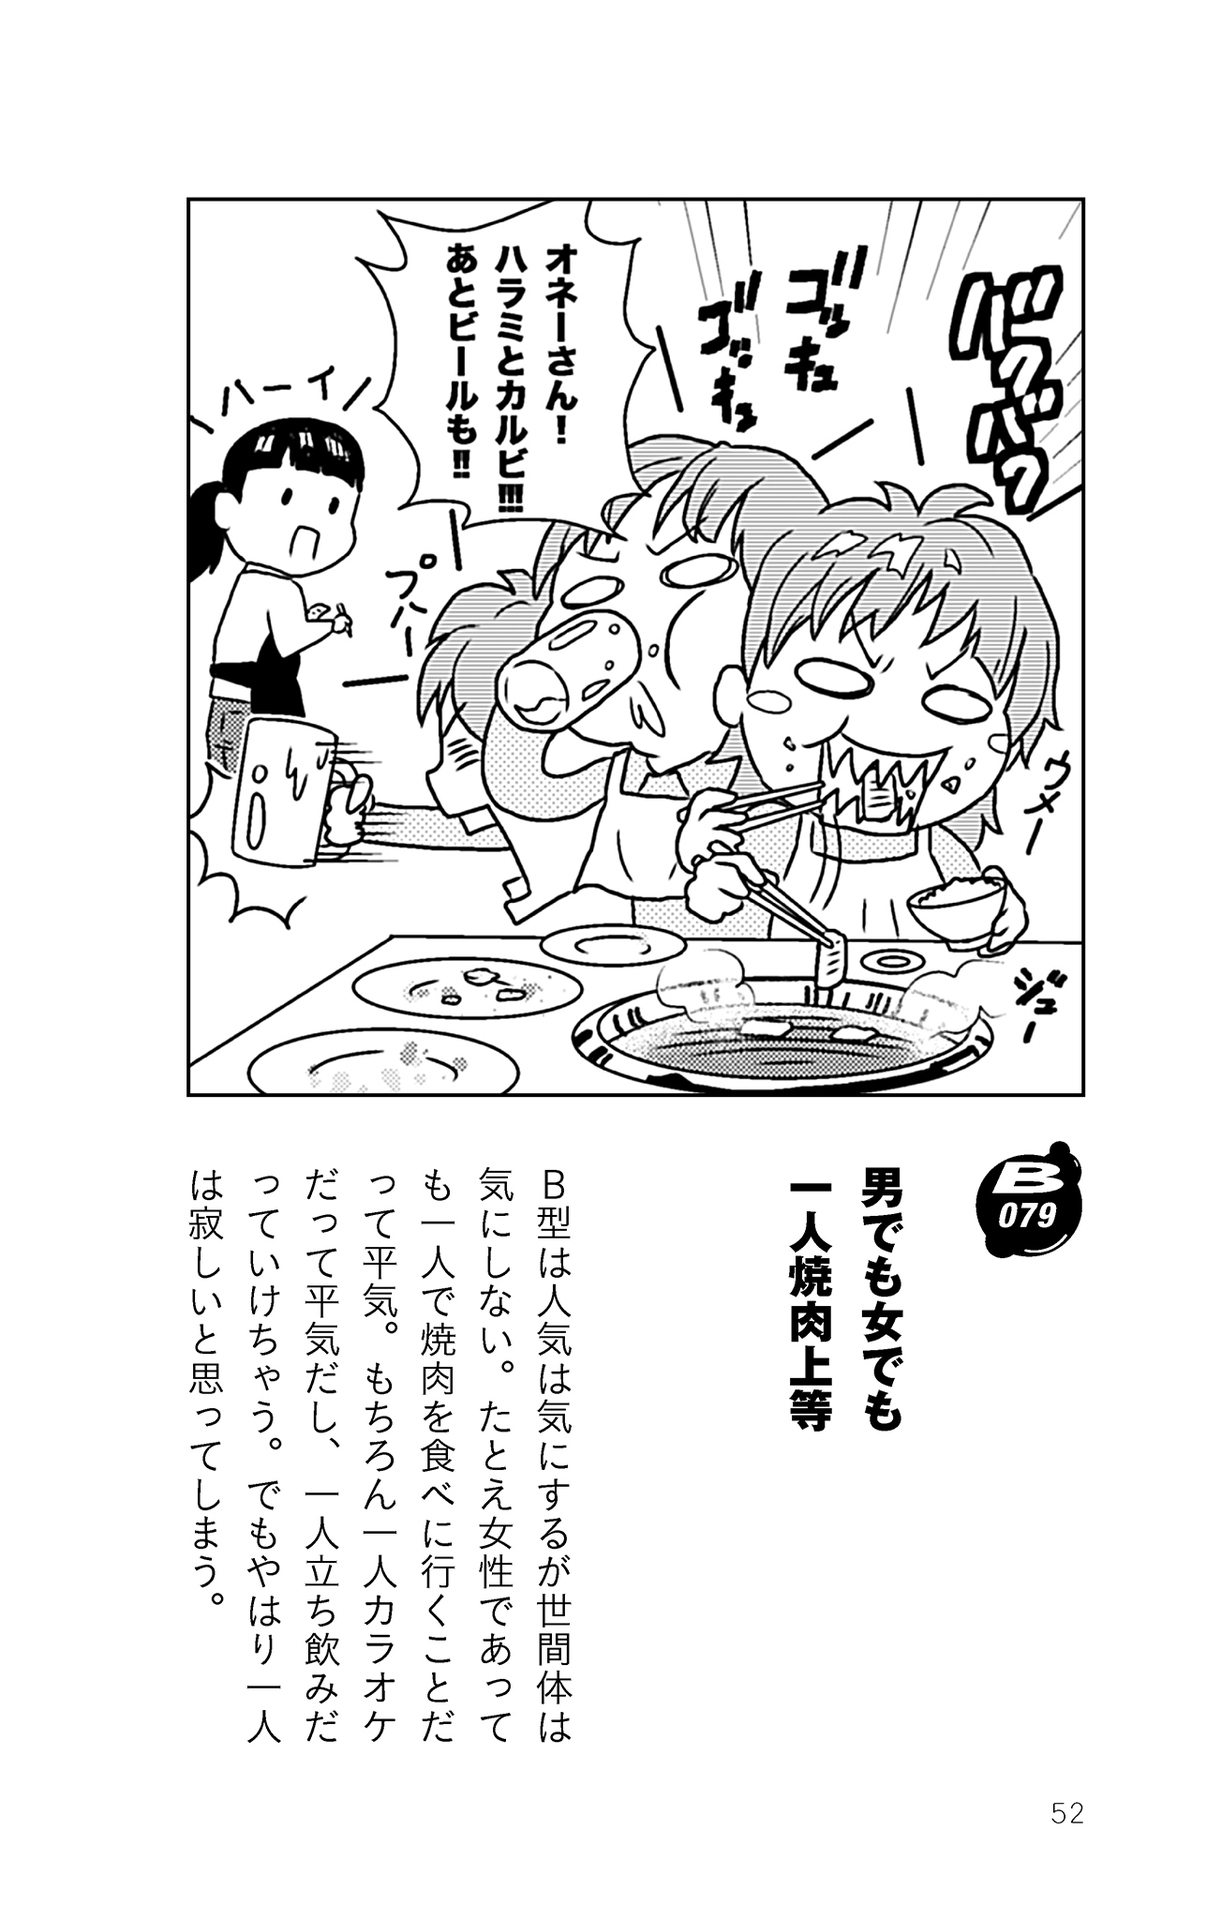 バクバク
ゴッキュ
ゴッキュ
オネーさん!
ハラミとカルビ!!!
あとビールも!!
ハーイ
プハー
ウメー
ジュー
B
079
男でも女でも
一人焼肉上等
B型は人気は気にするが世間体は
気にしない。たとえ女性であって
も一人で焼肉を食べに行くことだ
って平気。もちろん一人カラオケ
だって平気だし、一人立ち飲みだ
っていけちゃう。でもやはり一人
は寂しいと思ってしまう。
52